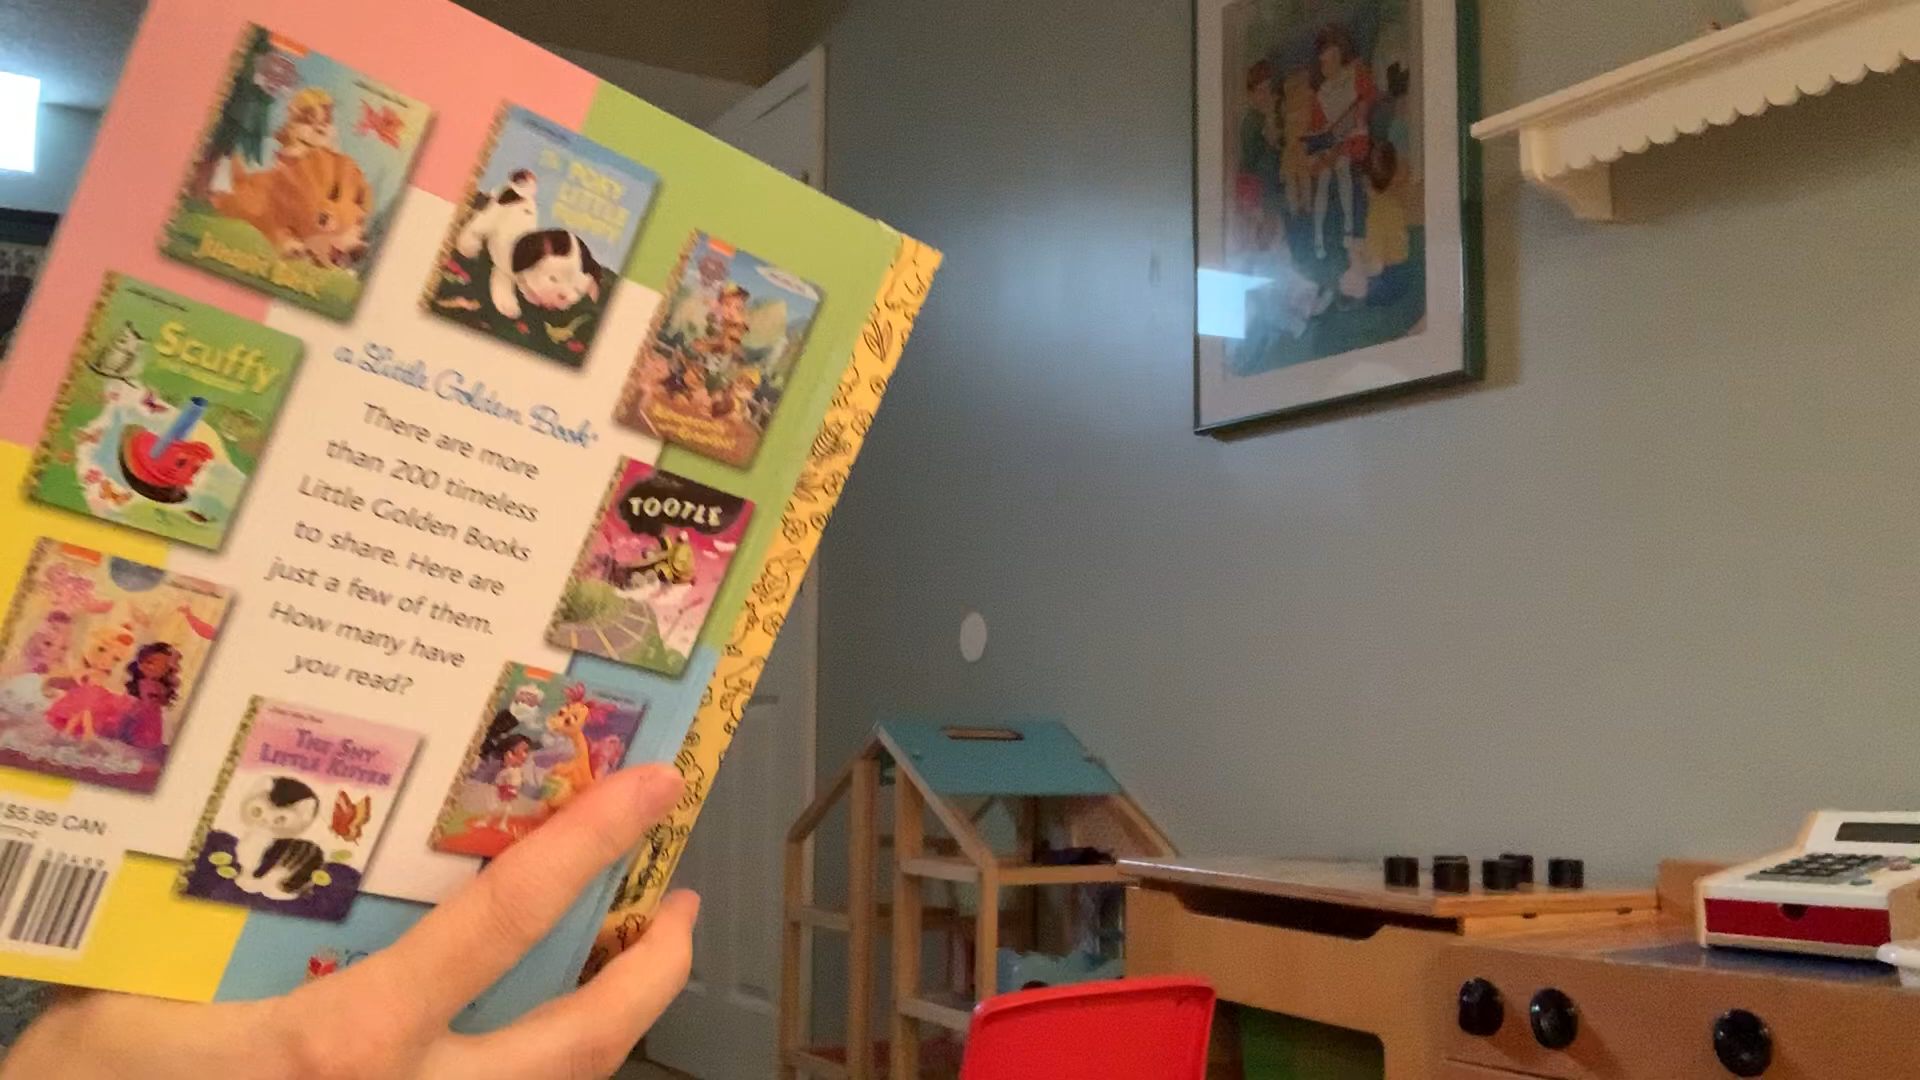 THE POKY
LITTLE
PUPPY
Scuffy
a Little Golden Book
There are more
than 200 timeless
Little Golden Books
to share. Here are
just a few of them.
How many have
you read?
TOOTLE
THE SHY
LITTLE KITTEN
$5.99 CAN